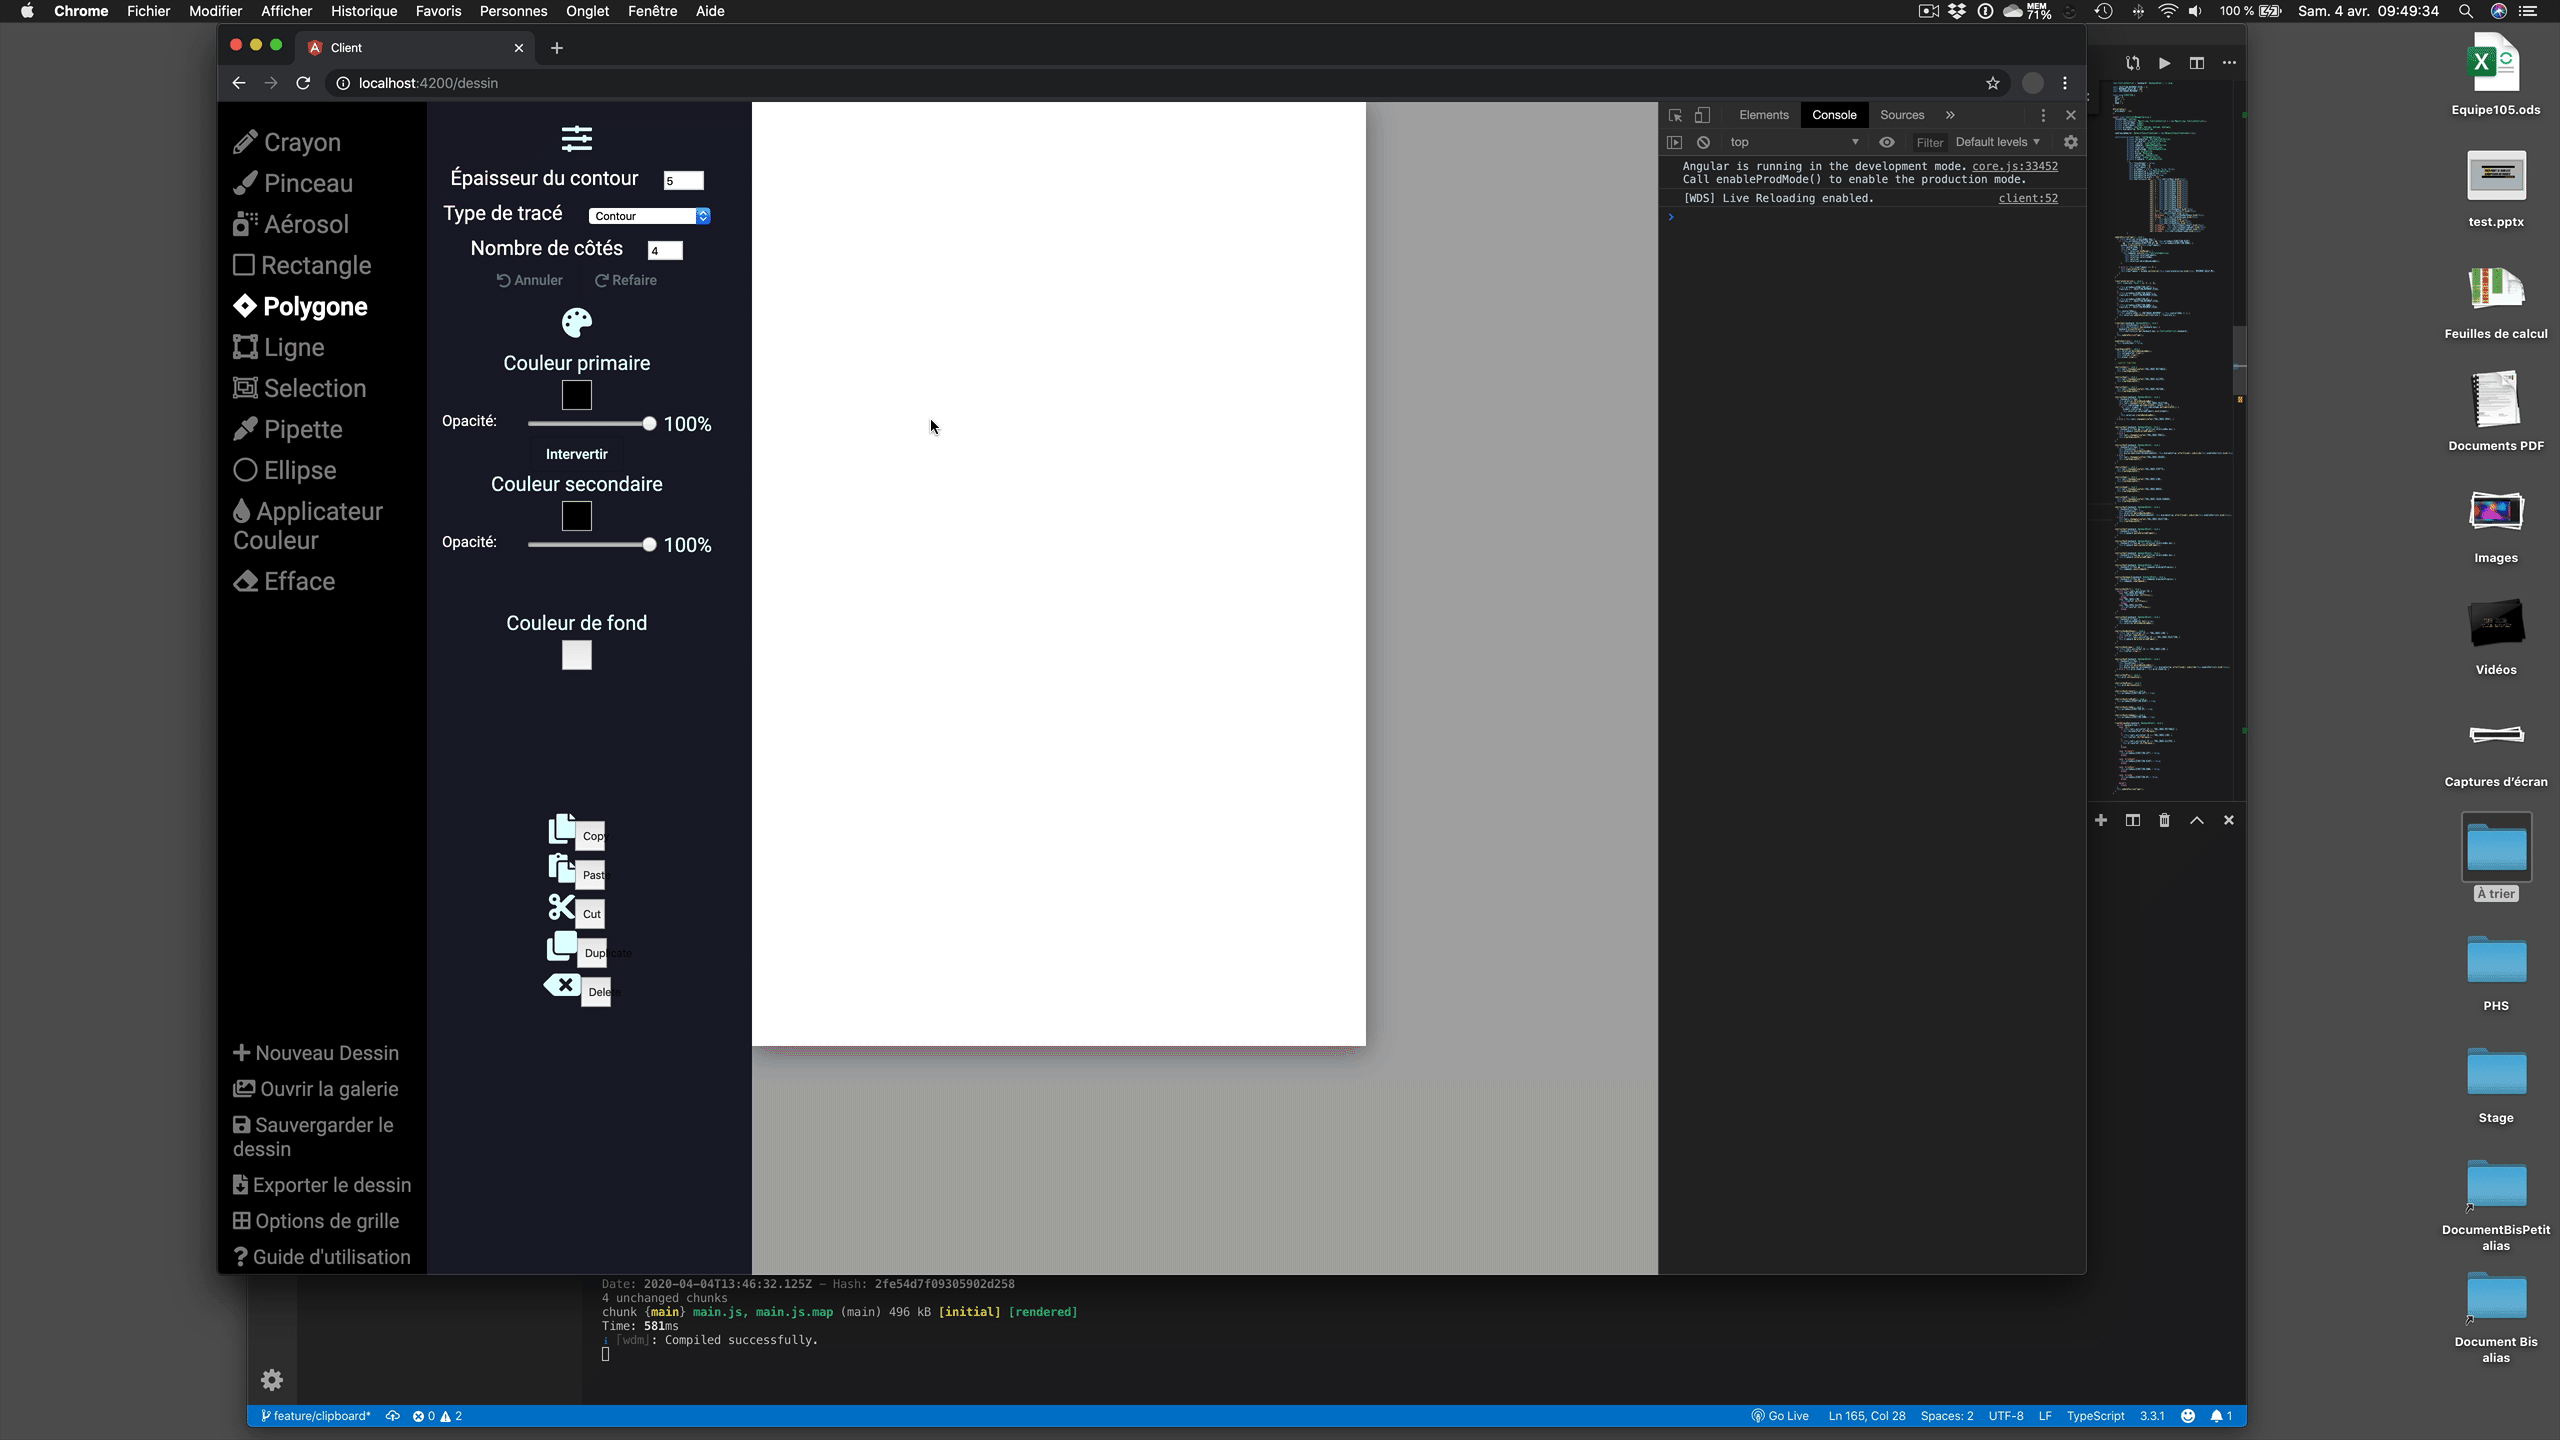 Chrome Fichier Modifier Afficher Historique Favoris Personnes Onglet Fenêtre Aide
MEM 71% 100 % Sam. 4 avr. 09:49:34
Client
localhost:4200/dessin
Crayon
Pinceau
Aérosol
Rectangle
Polygone
Ligne
Selection
Pipette
Ellipse
Applicateur
Couleur
Efface
Nouveau Dessin
Ouvrir la galerie
Sauvergarder le
dessin
Exporter le dessin
Options de grille
Guide d'utilisation
Épaisseur du contour 5
Type de tracé Contour
Nombre de côtés 4
Annuler Refaire
Couleur primaire
Opacité: 100%
Intervertir
Couleur secondaire
Opacité: 100%
Couleur de fond
Copy
Paste
Cut
Duplicate
Delete
Elements Console Sources »
top Filter Default levels
Angular is running in the development mode. core.js:33452
Call enableProdMode() to enable the production mode.
[WDS] Live Reloading enabled. client:52
Equipe105.ods
test.pptx
Feuilles de calcul
Documents PDF
Images
Vidéos
Captures d'écran
À trier
PHS
Stage
DocumentBisPetit
alias
Document Bis
alias
Date: 2020-04-04T13:46:32.125Z - Hash: 2fe54d7f09305902d258
4 unchanged chunks
chunk {main} main.js, main.js.map (main) 496 kB [initial] [rendered]
Time: 581ms
i ｢wdm｣: Compiled successfully.
feature/clipboard* 0 2 Go Live Ln 165, Col 28 Spaces: 2 UTF-8 LF TypeScript 3.3.1 1